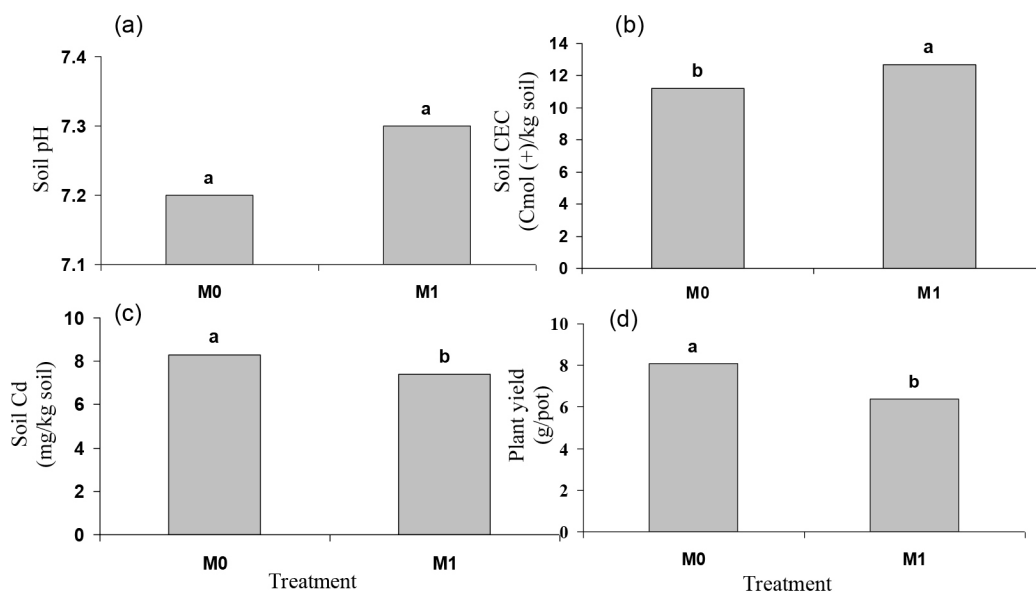 (a)
7.4
7.3
7.2
7.1
Soil pH
a
a
M0
M1
(b)
14
12
10
8
6
4
2
0
Soil CEC
(Cmol (+)/kg soil)
b
a
M0
M1
(c)
10
8
6
4
2
0
Soil Cd
(mg/kg soil)
a
b
M0
M1
Treatment
(d)
10
8
6
4
2
0
Plant yield
(g/pot)
a
b
M0
M1
Treatment